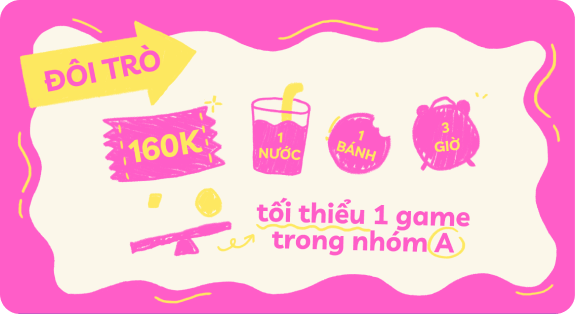 ĐÔI TRÒ
160K
1
NƯỚC
1
BÁNH
3
GIỜ
tối thiểu 1 game
trong nhóm A